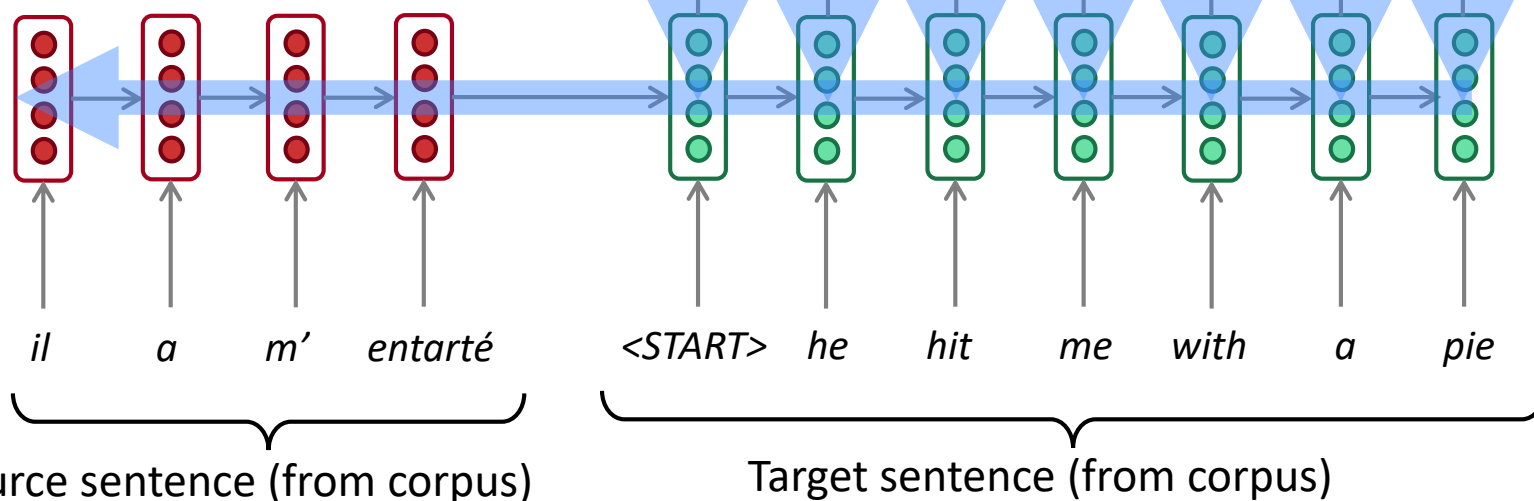 il a m’ entarté <START> he hit me with a pie
urce sentence (from corpus) Target sentence (from corpus)